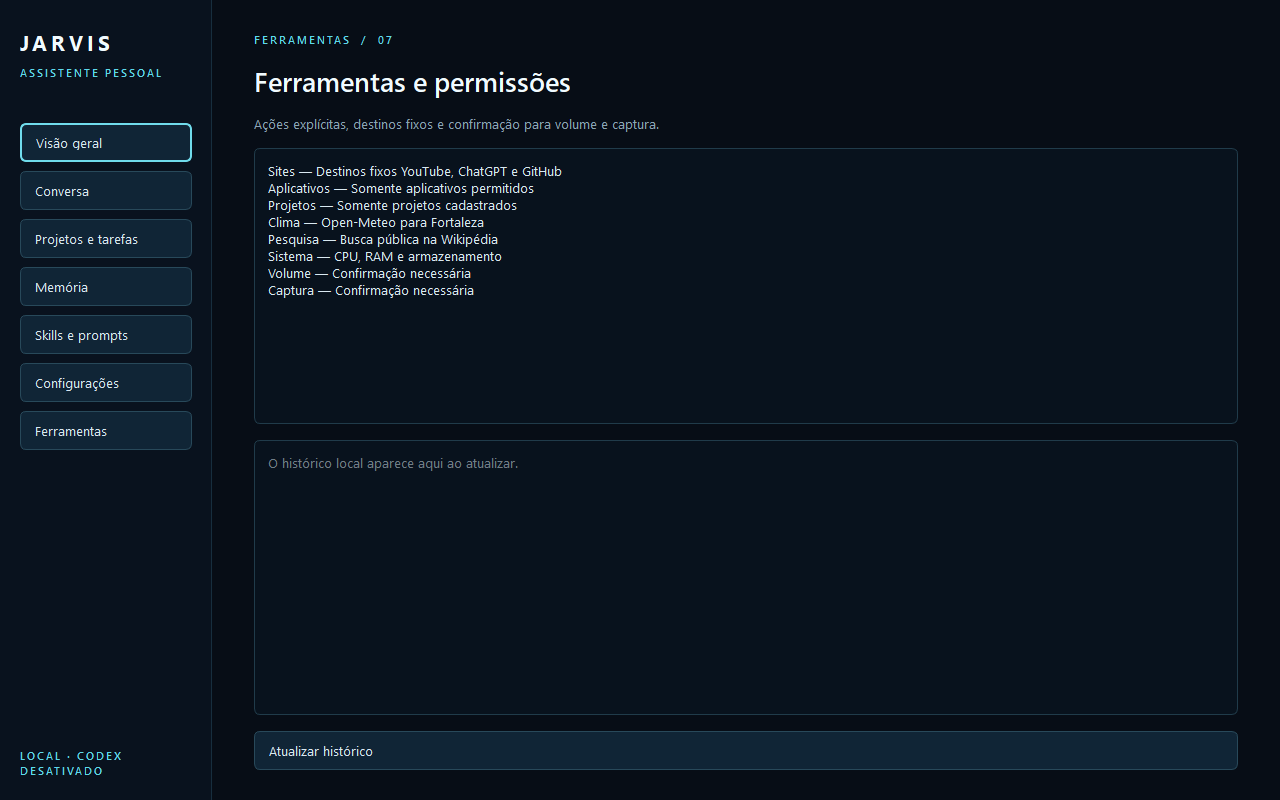 JARVIS
ASSISTENTE PESSOAL
Visão geral
Conversa
Projetos e tarefas
Memória
Skills e prompts
Configurações
Ferramentas
LOCAL · CODEX
DESATIVADO
FERRAMENTAS / 07
Ferramentas e permissões
Ações explícitas, destinos fixos e confirmação para volume e captura.
Sites — Destinos fixos YouTube, ChatGPT e GitHub
Aplicativos — Somente aplicativos permitidos
Projetos — Somente projetos cadastrados
Clima — Open-Meteo para Fortaleza
Pesquisa — Busca pública na Wikipédia
Sistema — CPU, RAM e armazenamento
Volume — Confirmação necessária
Captura — Confirmação necessária
O histórico local aparece aqui ao atualizar.
Atualizar histórico